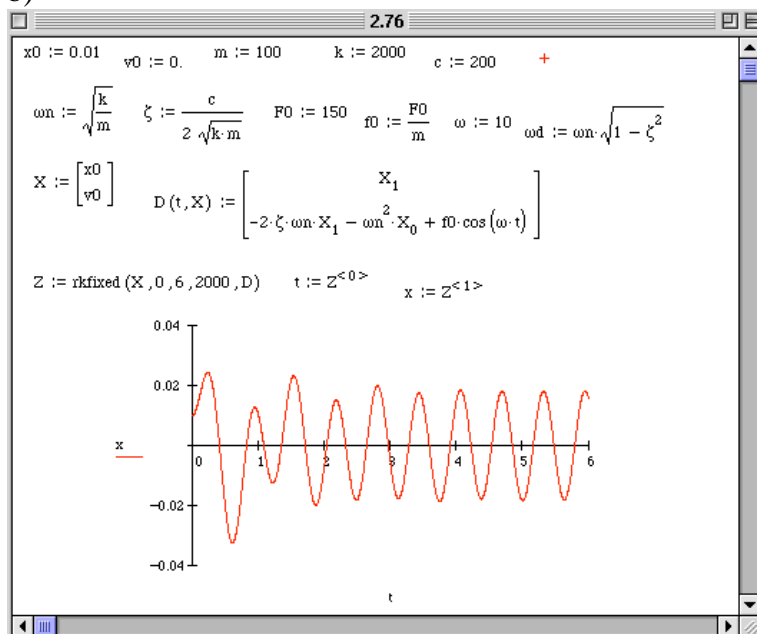 2.76
x0 := 0.01 v0 := 0. m := 100 k := 2000 c := 200 +
ωn := √(k/m) ζ := c/(2 √(k·m)) F0 := 150 f0 := F0/m ω := 10 ωd := ωn·√(1 − ζ²)
X := [x0 v0] D(t,X) := [X₁ −2·ζ·ωn·X₁ − ωn²·X₀ + f0·cos(ω·t)]
Z := rkfixed(X,0,6,2000,D) t := Z^<0> x := Z^<1>
0.04
0.02
x
0 1 2 3 4 5 6
−0.02
−0.04
t